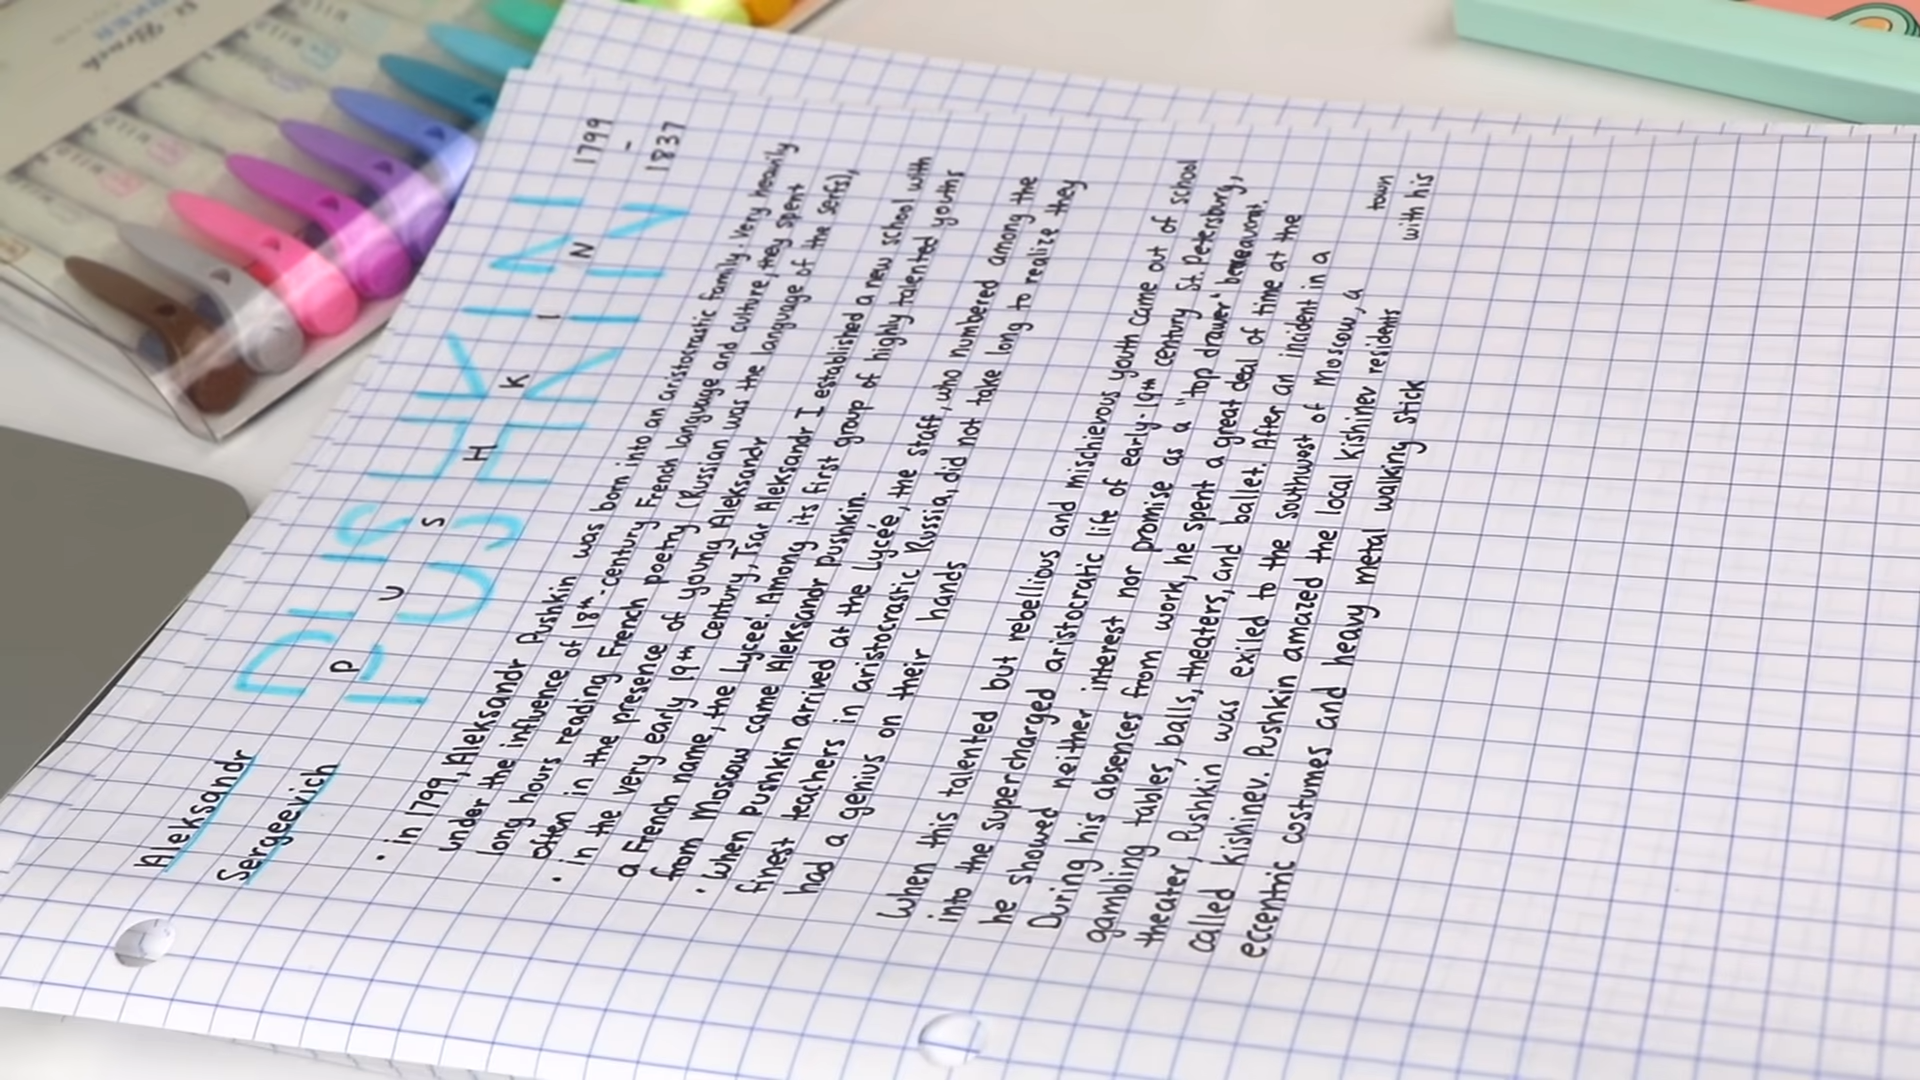 Aleksandr
Sergeevich
PUSHKIN
PUSHKIN
1799
-
1837
• in 1799, Aleksandr Pushkin was born into an aristocratic family. Very heavily
under the influence of 18th-century French language and culture, they spent
long hours reading French poetry (Russian was the language of the serfs),
often in the presence of young Aleksandr
• in the very early 19th century, Tsar Aleksandr I established a new school with
a French name, the Lyceé. Among its first group of highly talented youths
from Moscow came Aleksandr Pushkin.
• When Pushkin arrived at the Lyceé, the staff, who numbered among the
finest teachers in aristocrastic Russia, did not take long to realize they
had a genius on their hands
When this talented but rebellious and mischievous youth came out of school
into the supercharged aristocratic life of early-19th century St. Petersburg,
he showed neither interest nor promise as a "top drawer" bereavrat.
During his absences from work, he spent a great deal of time at the
gambling tables, balls, theaters, and ballet. After an incident in a
theater, Pushkin was exiled to the southwest of Moscow, a town
called Kishinev. Pushkin amazed the local Kishinev residents with his
eccentric costumes and heavy metal walking stick